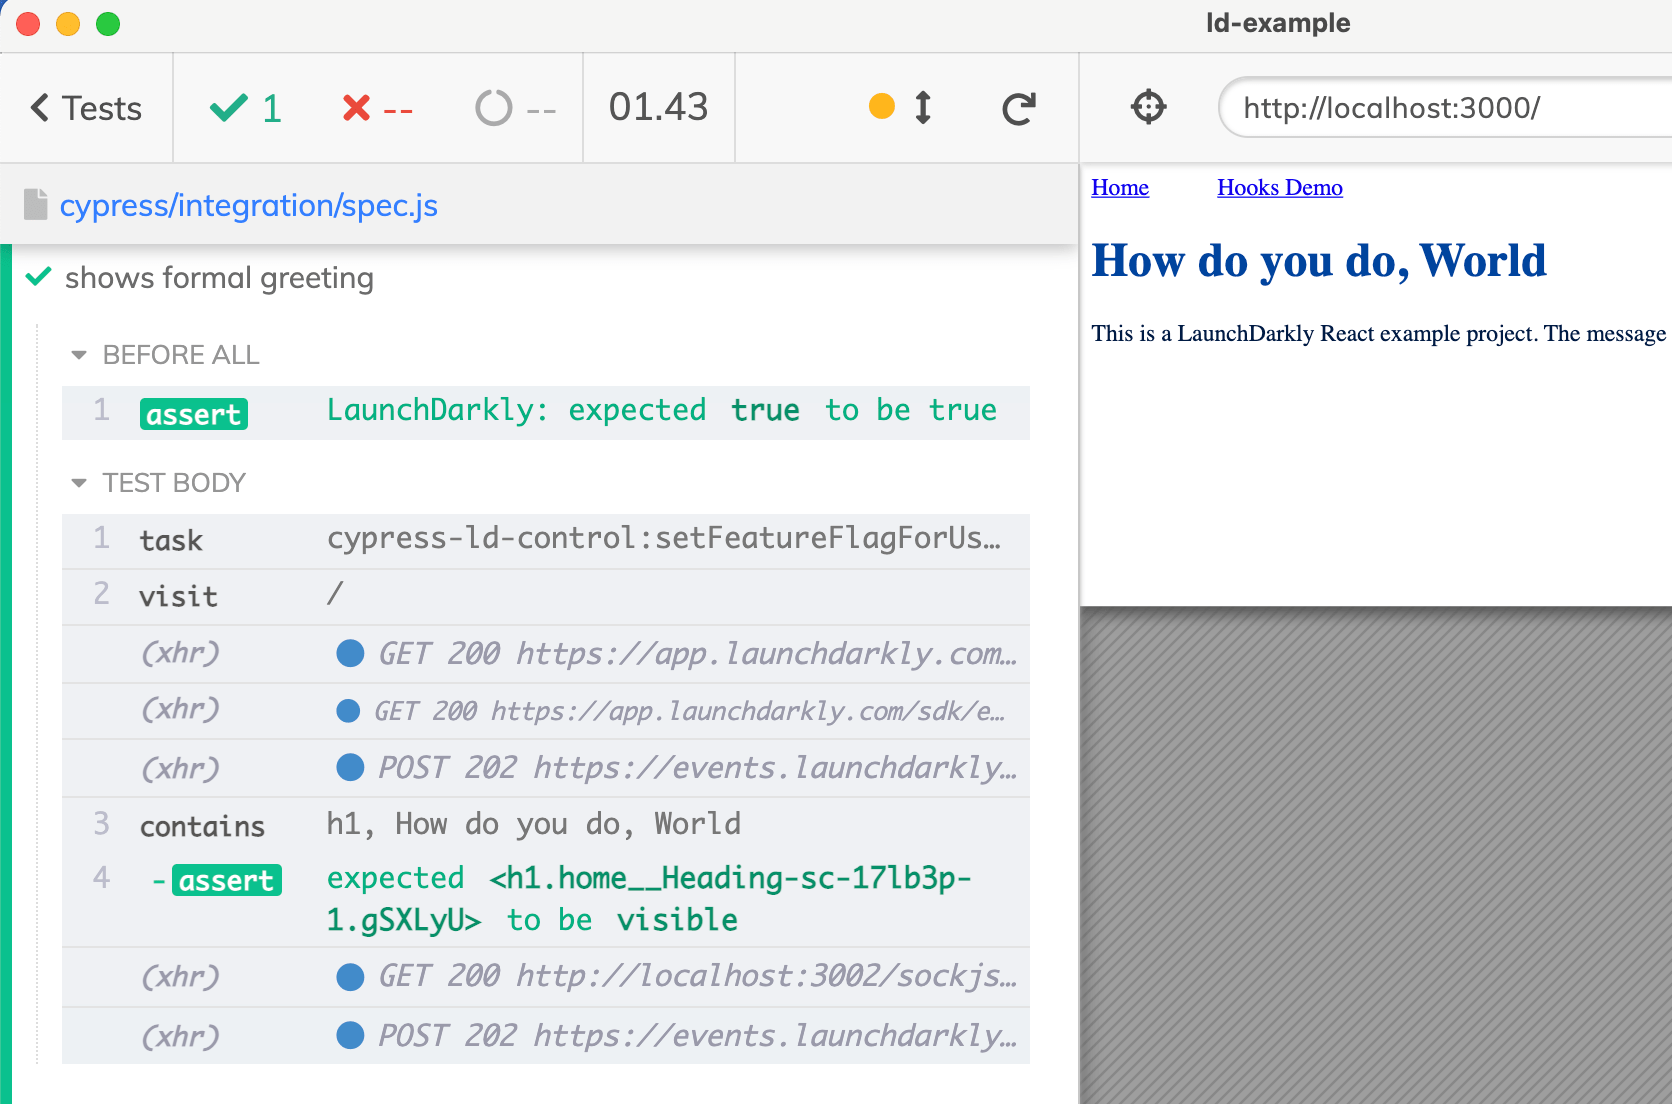 ld-example
Tests
1
--
--
01.43
http://localhost:3000/
cypress/integration/spec.js
shows formal greeting
BEFORE ALL
1 assert LaunchDarkly: expected true to be true
TEST BODY
1 task cypress-ld-control:setFeatureFlagForUs…
2 visit /
(xhr) GET 200 https://app.launchdarkly.com…
(xhr) GET 200 https://app.launchdarkly.com/sdk/e…
(xhr) POST 202 https://events.launchdarkly…
3 contains h1, How do you do, World
4 -assert expected <h1.home__Heading-sc-17lb3p-
1.gSXLyU> to be visible
(xhr) GET 200 http://localhost:3002/sockjs…
(xhr) POST 202 https://events.launchdarkly…
Home Hooks Demo
How do you do, World
This is a LaunchDarkly React example project. The message